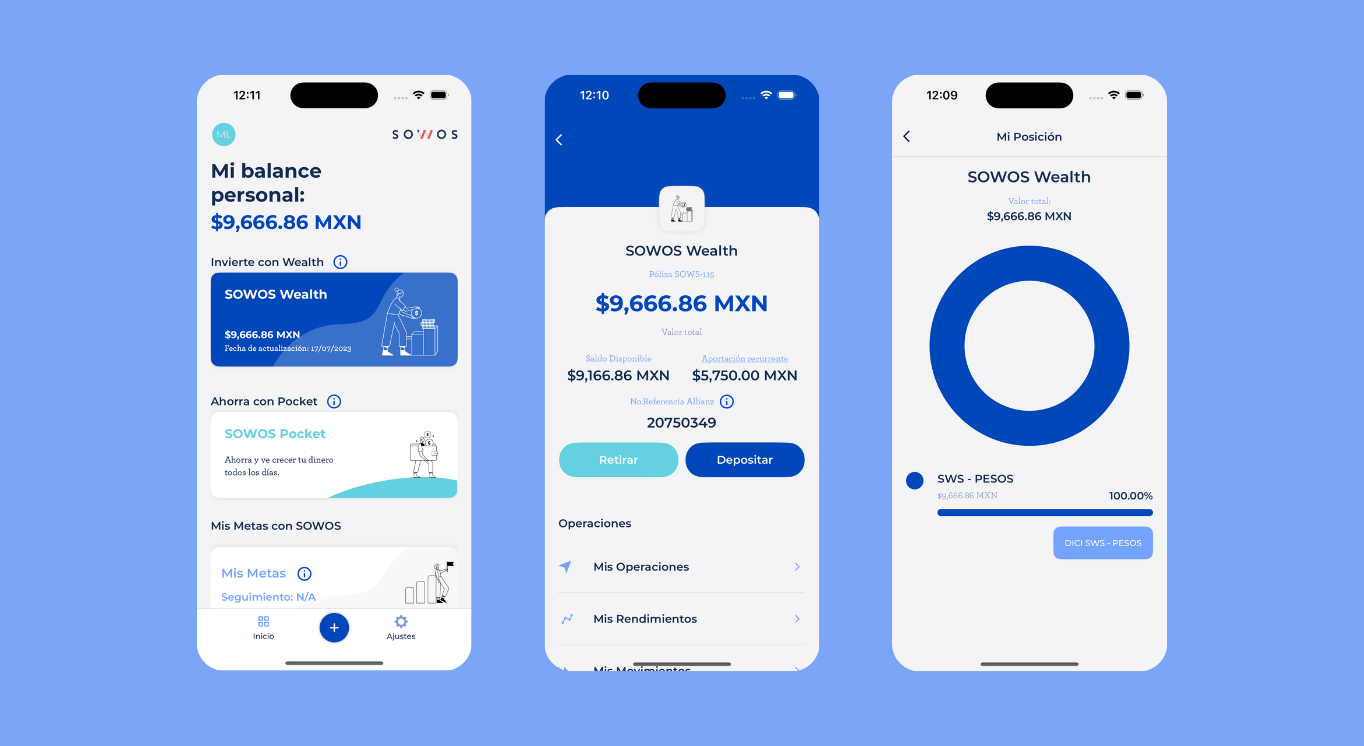 12:11
ML
SOWOS
Mi balance
personal:
$9,666.86 MXN
Invierte con Wealth
SOWOS Wealth
$9,666.86 MXN
Fecha de actualización: 17/07/2023
Ahorra con Pocket
SOWOS Pocket
Ahorra y ve crecer tu dinero
todos los días.
Mis Metas con SOWOS
Mis Metas
Seguimiento: N/A
Inicio
+
Ajustes
12:10
SOWOS Wealth
Póliza SOWS-115
$9,666.86 MXN
Valor total
Saldo Disponible
Aportación recurrente
$9,166.86 MXN
$5,750.00 MXN
No.Referencia Allianz
20750349
Retirar
Depositar
Operaciones
Mis Operaciones
Mis Rendimientos
Mis Movimientos
12:09
Mi Posición
SOWOS Wealth
Valor total:
$9,666.86 MXN
SWS - PESOS
$9,666.86 MXN
100.00%
DICI SWS - PESOS